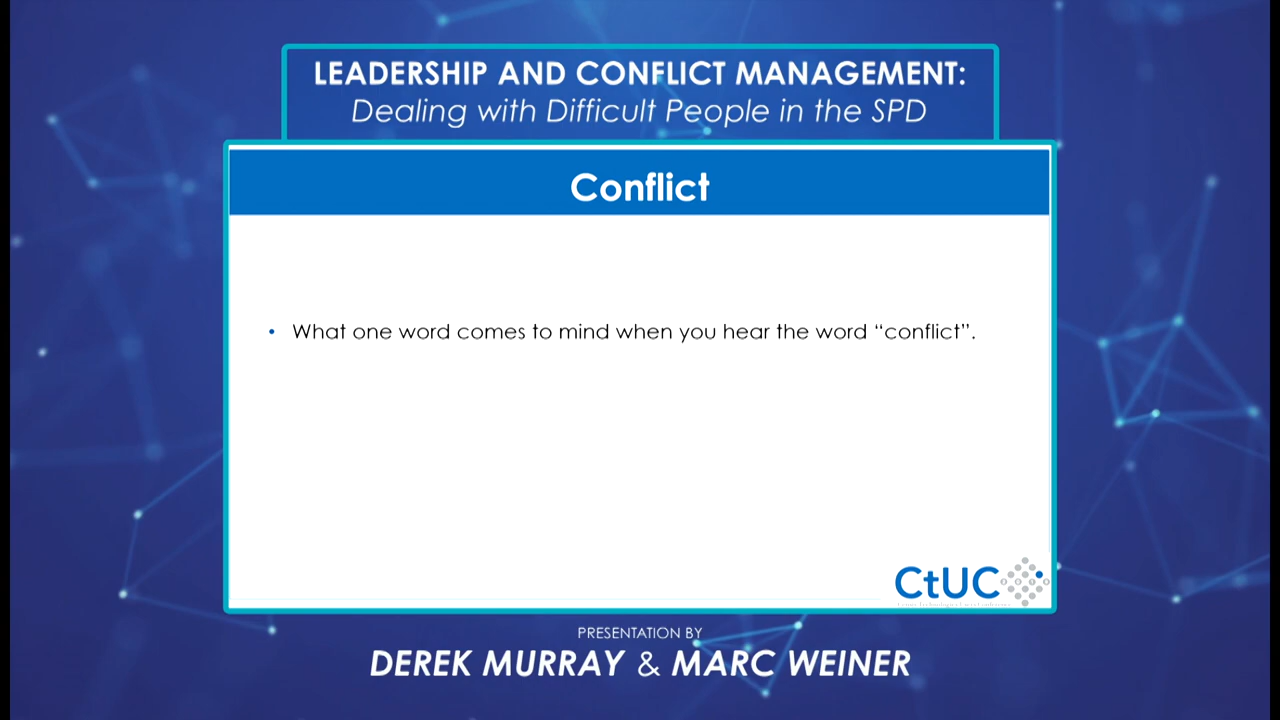 LEADERSHIP AND CONFLICT MANAGEMENT:
Dealing with Difficult People in the SPD
Conflict
• What one word comes to mind when you hear the word “conflict”.
CtUC
PRESENTATION BY
DEREK MURRAY & MARC WEINER